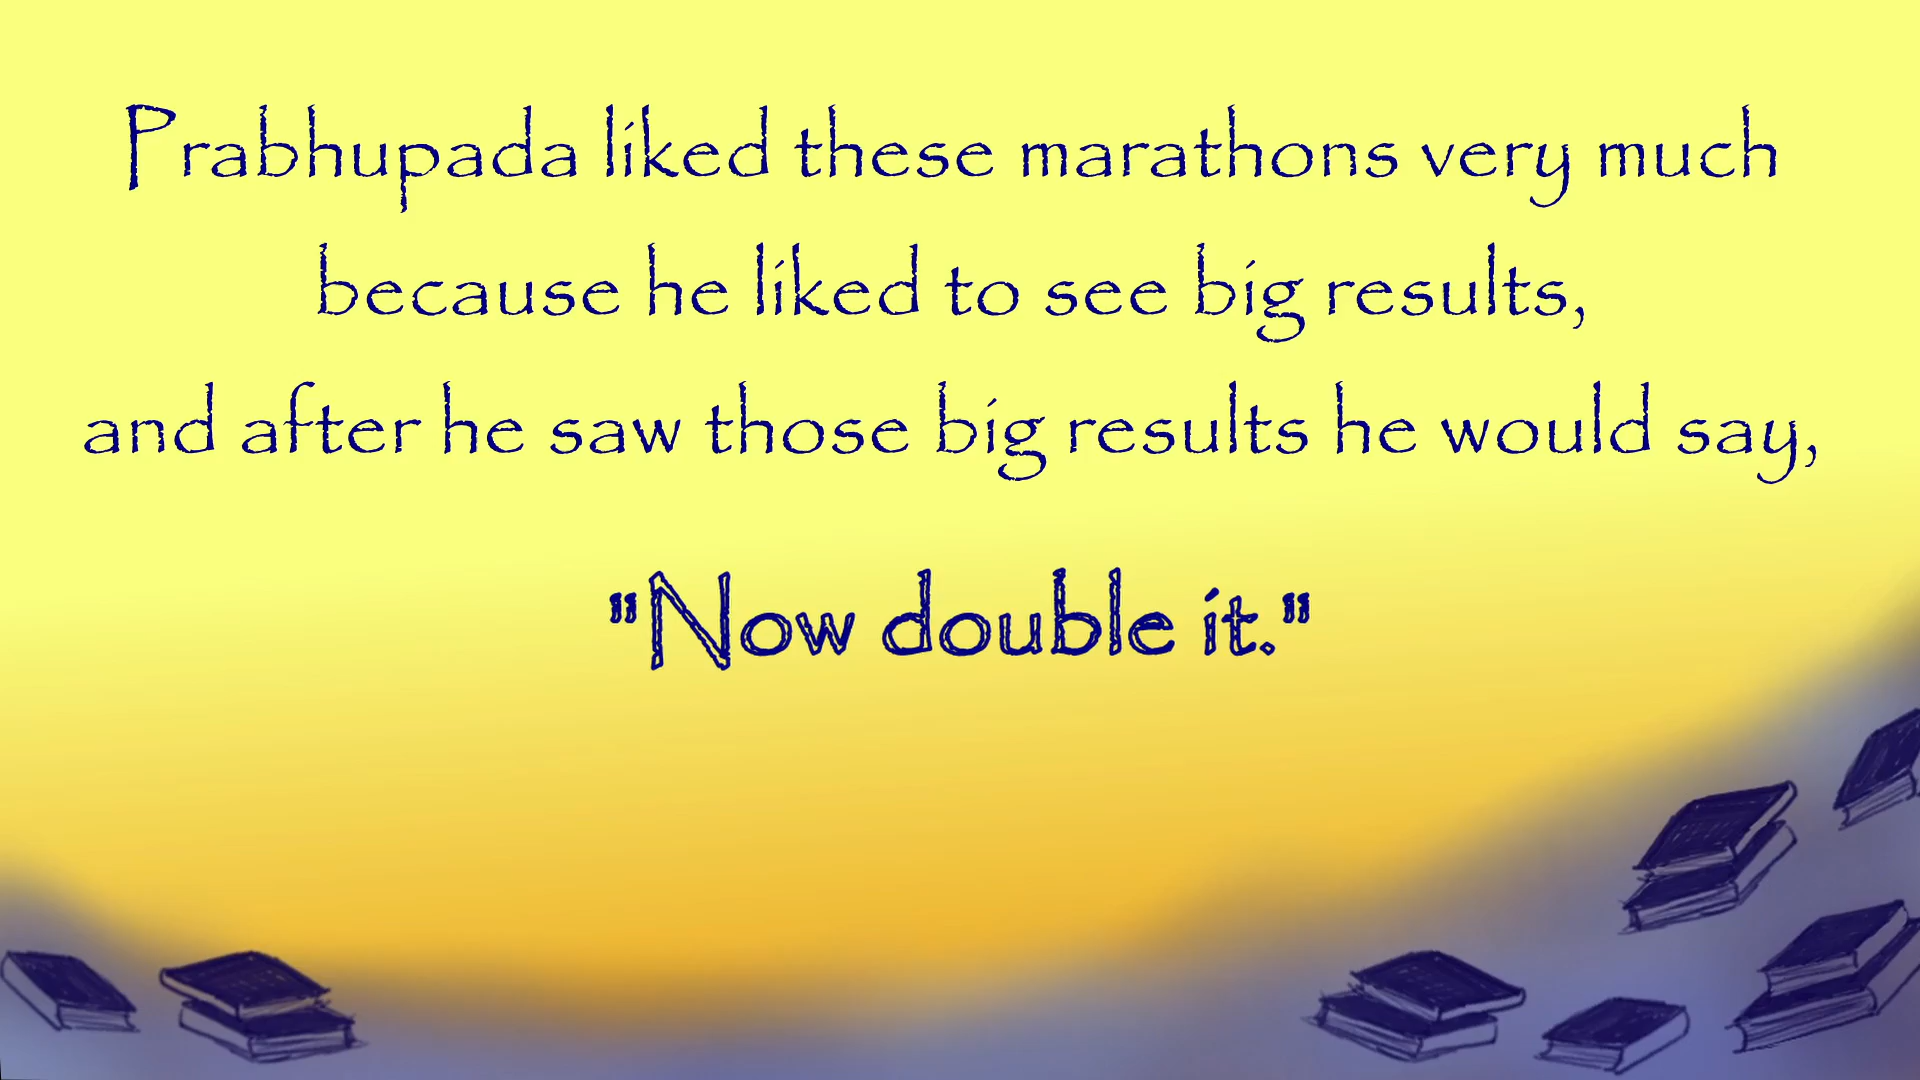 Prabhupada liked these marathons very much
because he liked to see big results,
and after he saw those big results he would say,
"Now double it."